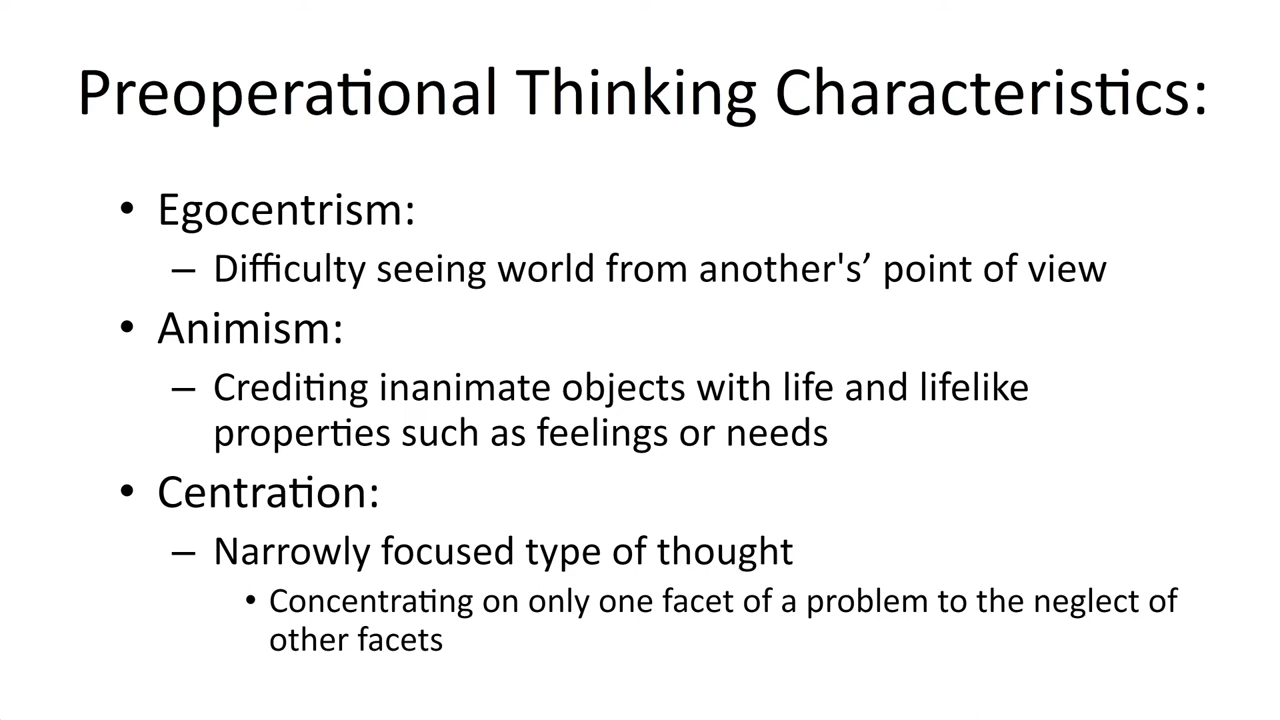 Preoperational Thinking Characteristics:
• Egocentrism:
– Difficulty seeing world from another's’ point of view
• Animism:
– Crediting inanimate objects with life and lifelike
properties such as feelings or needs
• Centration:
– Narrowly focused type of thought
• Concentrating on only one facet of a problem to the neglect of
other facets